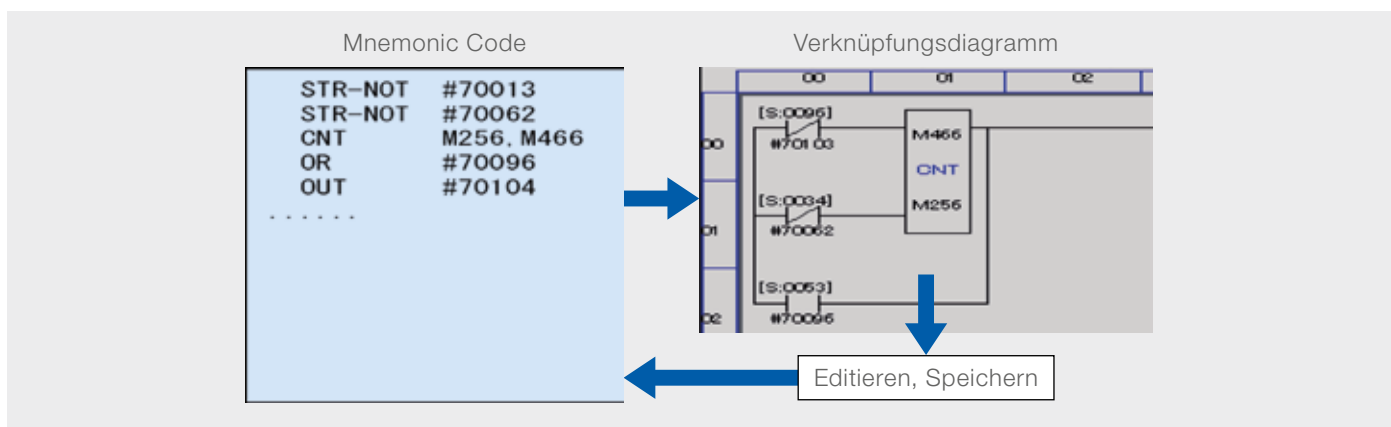 Mnemonic Code
STR-NOT #70013
STR-NOT #70062
CNT M256, M466
OR #70096
OUT #70104
......
Verknüpfungsdiagramm
00 01 02
[S:0096]
00 #70103 M466
CNT
[S:0034] M256
01 #70062
[S:0053]
02 #70096
Editieren, Speichern